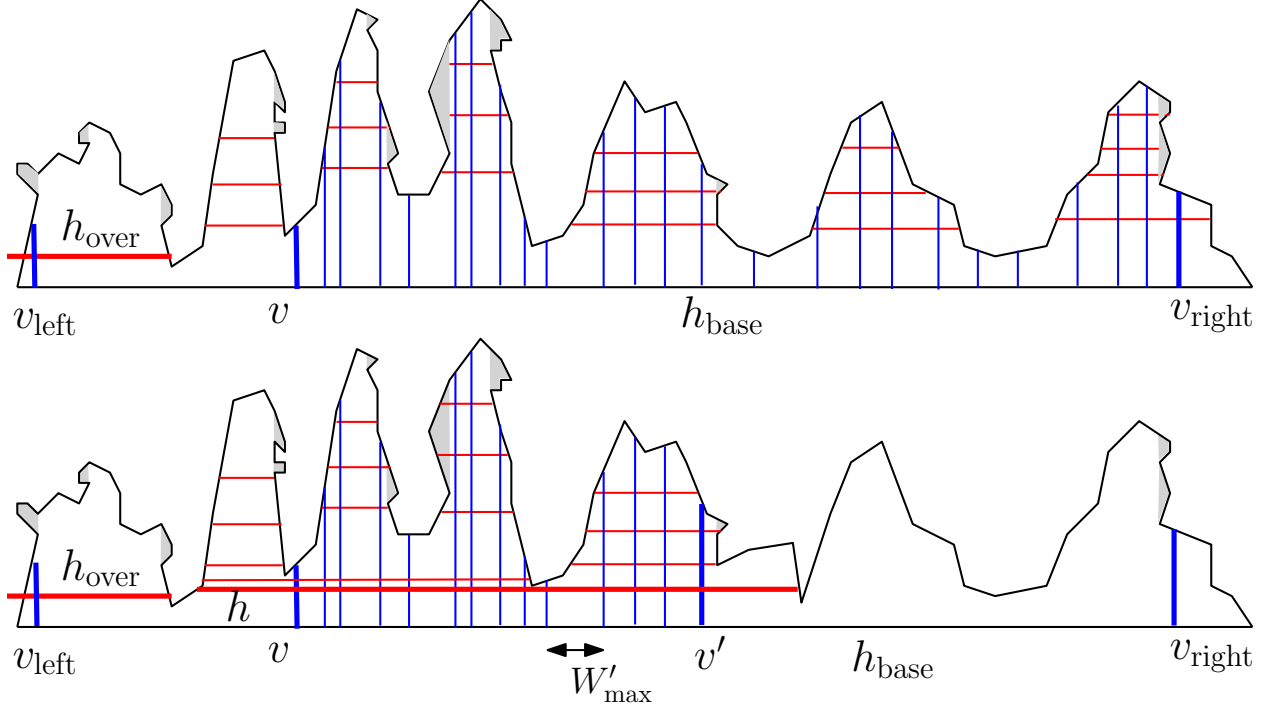 h_over
v_left v h_base v_right
h_over
h
v_left v v' h_base v_right
W'_max